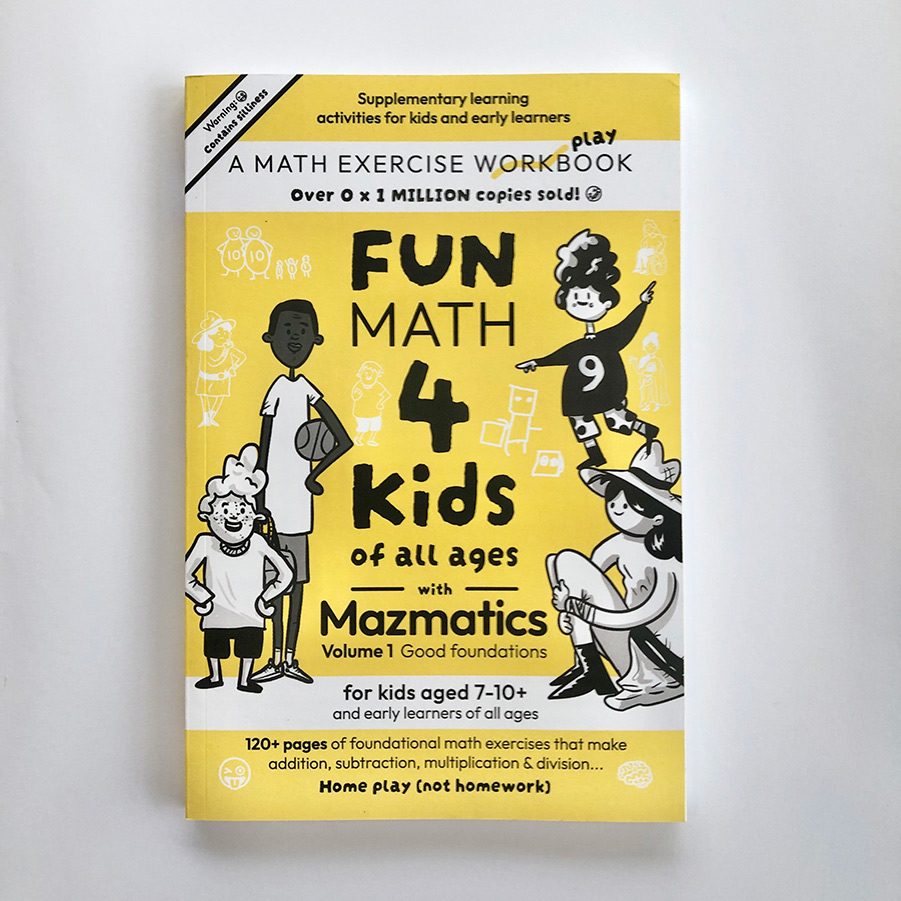 Warning:
Contains silliness
Supplementary learning
activities for kids and early learners
play
A MATH EXERCISE WORKBOOK
Over 0 x 1 MILLION copies sold!
10 10
FUN
MATH
4
Kids
of all ages
with
Mazmatics
Volume 1 Good foundations
9
for kids aged 7-10+
and early learners of all ages
120+ pages of foundational math exercises that make
addition, subtraction, multiplication & division...
Home play (not homework)